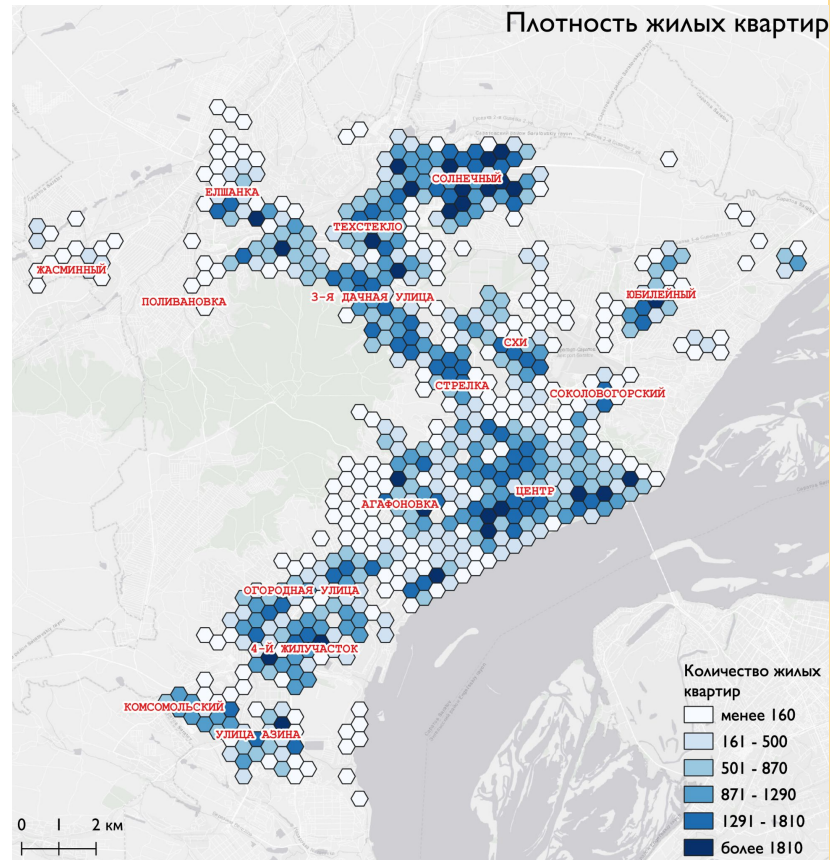 Плотность жилых квартир
СОЛНЕЧНЫЙ
ЕЛШАНКА
ТЕХСТЕКЛО
ЖАСМИННЫЙ
ПОЛИВАНОВКА
3-Я ДАЧНАЯ УЛИЦА
ЮБИЛЕЙНЫЙ
СХИ
СТРЕЛКА
СОКОЛОВОГОРСКИЙ
ЦЕНТР
АГАФОНОВКА
ОГОРОДНАЯ УЛИЦА
4-Й ЖИЛУЧАСТОК
КОМСОМОЛЬСКИЙ
УЛИЦА АЗИНА
Количество жилых
квартир
менее 160
161 - 500
501 - 870
871 - 1290
1291 - 1810
более 1810
0 1 2 км